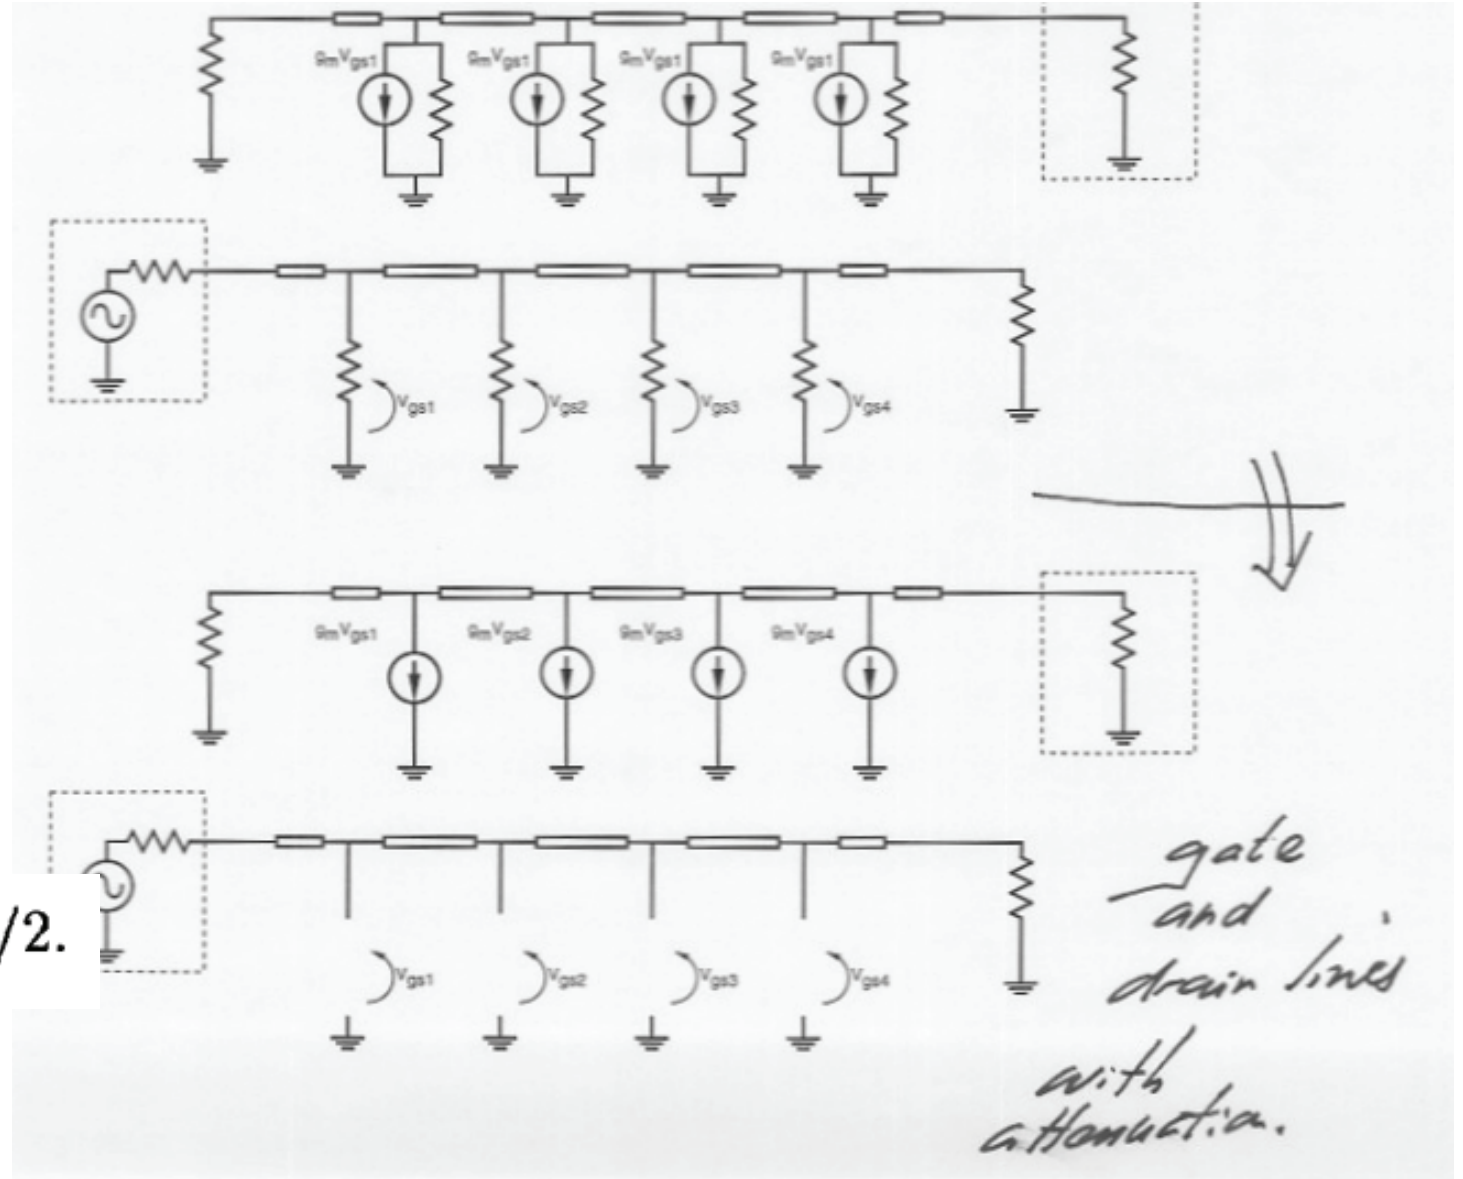 gmVgs1 gmVgs1 gmVgs1 gmVgs1
Vgs1 Vgs2 Vgs3 Vgs4
gmVgs1 gmVgs2 gmVgs3 gmVgs4
/2.
Vgs1 Vgs2 Vgs3 Vgs4
gate
and
drain lines
with
attenuation.